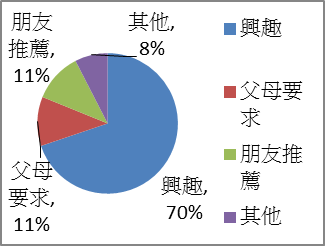 朋友
推薦,
11%
其他,
8%
父母
要求,
11%
興趣,
70%
興趣
父母要
求
朋友推
薦
其他